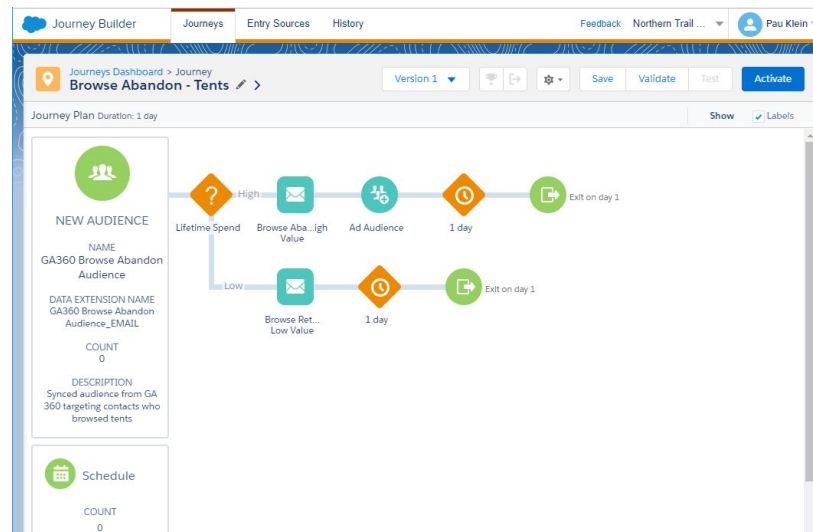 Journey Builder
Journeys
Entry Sources
History
Feedback
Northern Trail ...
Pau Klein
Journeys Dashboard > Journey
Browse Abandon - Tents >
Version 1
Save
Validate
Test
Activate
Journey Plan Duration: 1 day
Show
Labels
NEW AUDIENCE
NAME
GA360 Browse Abandon
Audience
DATA EXTENSION NAME
GA360 Browse Abandon
Audience_EMAIL
COUNT
0
DESCRIPTION
Synced audience from GA
360 targeting contacts who
browsed tents
?
High
Exit on day 1
Lifetime Spend
Browse Aba...igh
Value
Ad Audience
1 day
Low
Exit on day 1
Browse Ret...
Low Value
1 day
Schedule
COUNT
0